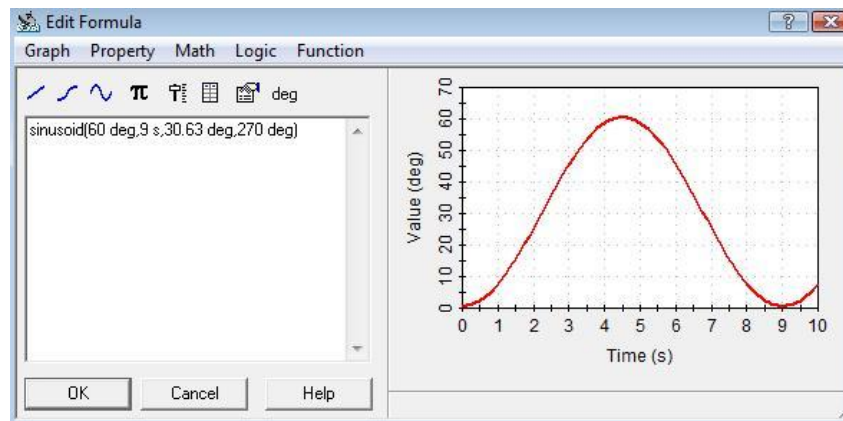 Edit Formula
?
Graph Property Math Logic Function
π deg
sinusoid(60 deg,9 s,30.63 deg,270 deg)
OK Cancel Help
Value (deg)
70
60
50
40
30
20
10
0
0 1 2 3 4 5 6 7 8 9 10
Time (s)